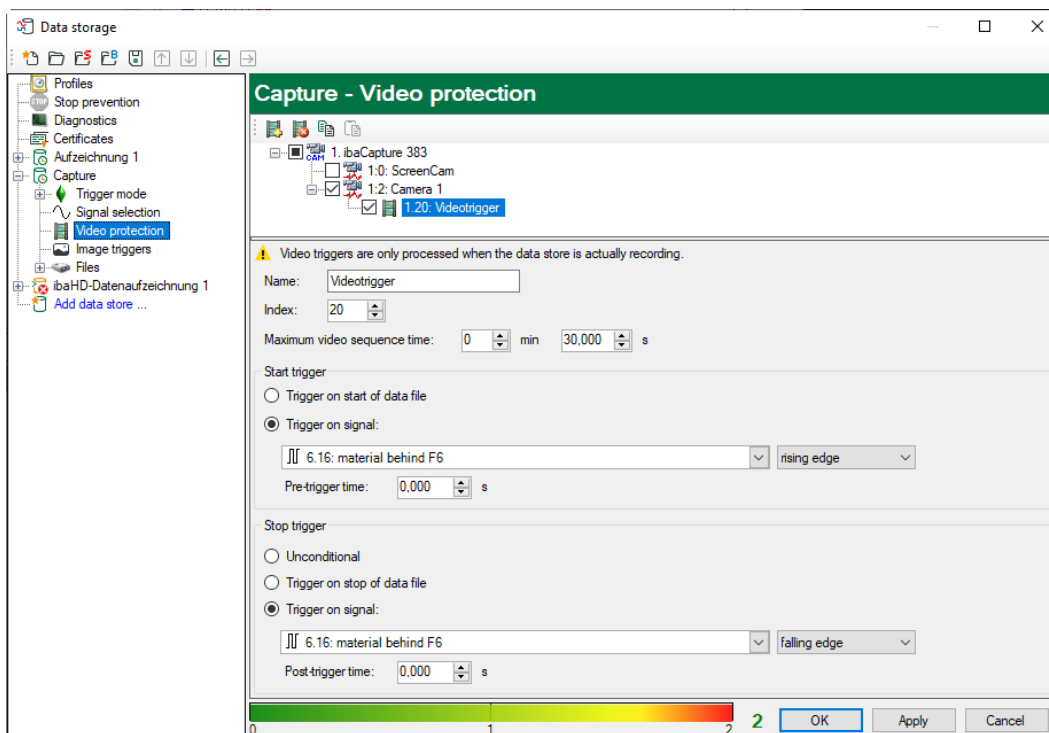 Data storage
Profiles
STOP Stop prevention
Diagnostics
Certificates
Aufzeichnung 1
Capture
Trigger mode
Signal selection
Video protection
Image triggers
Files
ibaHD-Datenaufzeichnung 1
Add data store ...
Capture - Video protection
CAM 1. ibaCapture 383
1:0: ScreenCam
1:2: Camera 1
1.20: Videotrigger
Video triggers are only processed when the data store is actually recording.
Name: Videotrigger
Index: 20
Maximum video sequence time: 0 min 30,000 s
Start trigger
Trigger on start of data file
Trigger on signal:
6.16: material behind F6 rising edge
Pre-trigger time: 0,000 s
Stop trigger
Unconditional
Trigger on stop of data file
Trigger on signal:
6.16: material behind F6 falling edge
Post-trigger time: 0,000 s
0 1 2 2 OK Apply Cancel